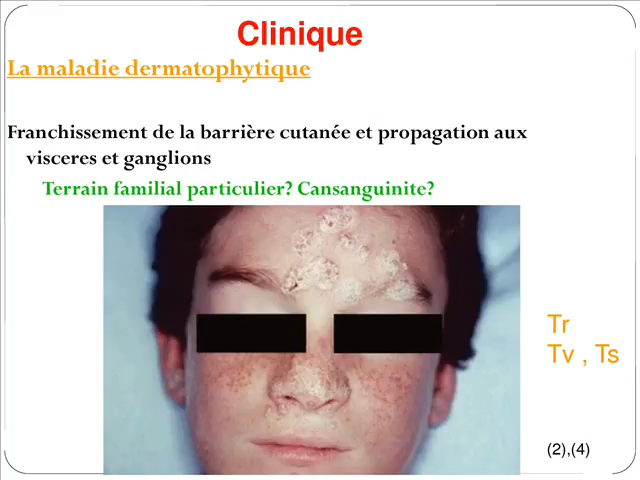 Clinique
La maladie dermatophytique
Franchissement de la barrière cutanée et propagation aux
visceres et ganglions
Terrain familial particulier? Cansanguinite?
Tr
Tv , Ts
(2),(4)